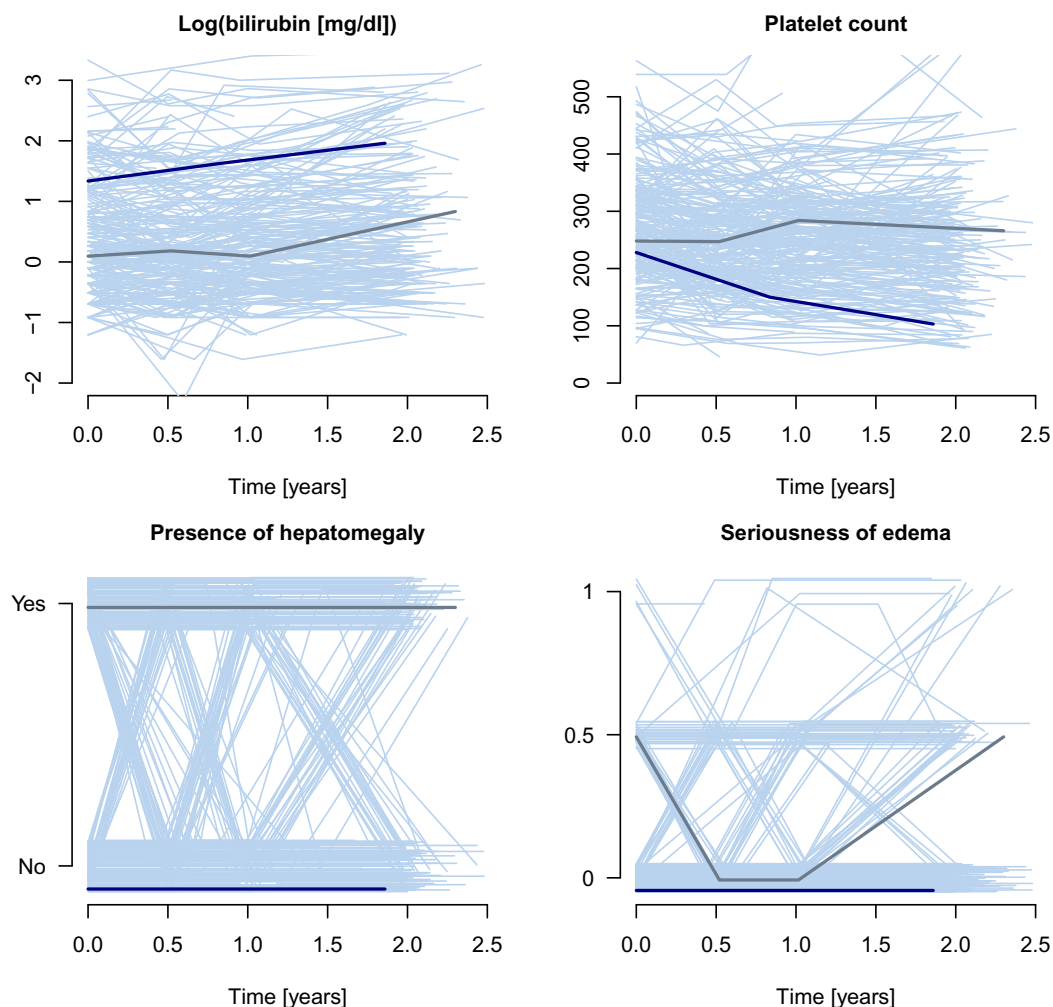 Log(bilirubin [mg/dl])
3
2
1
0
−1
−2
0.0 0.5 1.0 1.5 2.0 2.5
Time [years]
Platelet count
500
400
300
200
100
0
0.0 0.5 1.0 1.5 2.0 2.5
Time [years]
Presence of hepatomegaly
Yes
No
0.0 0.5 1.0 1.5 2.0 2.5
Time [years]
Seriousness of edema
1
0.5
0
0.0 0.5 1.0 1.5 2.0 2.5
Time [years]